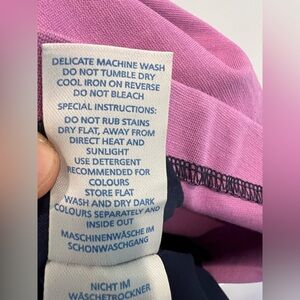 DELICATE MACHINE WASH
DO NOT TUMBLE DRY
COOL IRON ON REVERSE
DO NOT BLEACH
SPECIAL INSTRUCTIONS:
DO NOT RUB STAINS
DRY FLAT, AWAY FROM
DIRECT HEAT AND
SUNLIGHT
USE DETERGENT
RECOMMENDED FOR
COLOURS
STORE FLAT
WASH AND DRY DARK
COLOURS SEPARATELY AND
INSIDE OUT
MASCHINENWÄSCHE IM
SCHONWASCHGANG
NICHT IM
WÄSCHETROCKNER